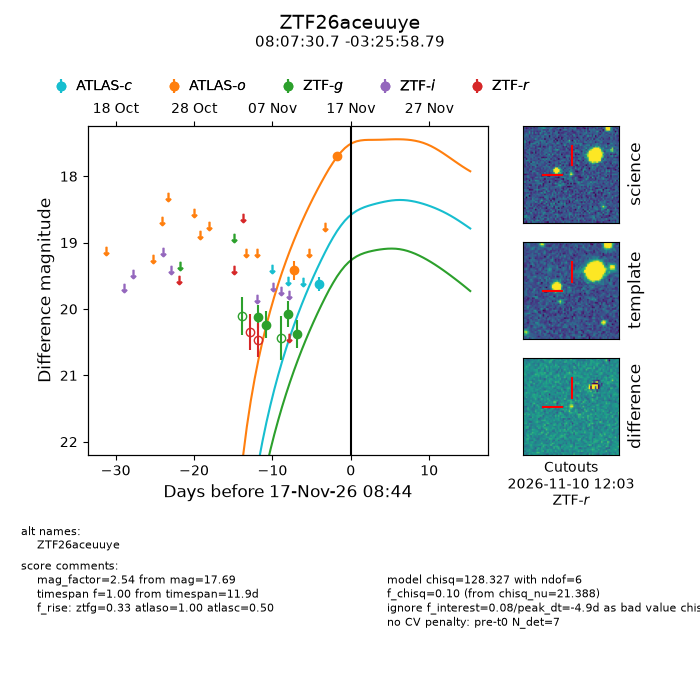 ZTF26aceuuye
08:07:30.7 -03:25:58.79
ATLAS-c
ATLAS-o
ZTF-g
ZTF-i
ZTF-r
18 Oct
28 Oct
07 Nov
17 Nov
27 Nov
18
19
20
21
22
Difference magnitude
−30
−20
−10
0
10
Days before 17-Nov-26 08:44
science
template
difference
Cutouts
2026-11-10 12:03
ZTF-r
alt names:
ZTF26aceuuye
score comments:
mag_factor=2.54 from mag=17.69
timespan f=1.00 from timespan=11.9d
f_rise: ztfg=0.33 atlaso=1.00 atlasc=0.50
model chisq=128.327 with ndof=6
f_chisq=0.10 (from chisq_nu=21.388)
ignore f_interest=0.08/peak_dt=-4.9d as bad value chis
no CV penalty: pre-t0 N_det=7